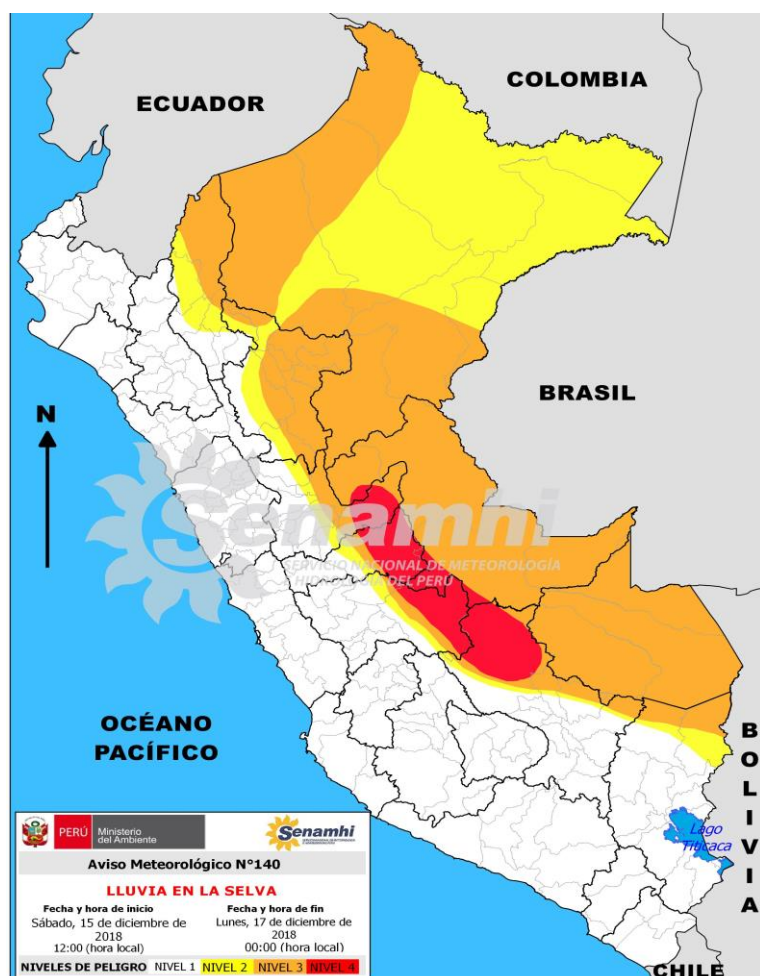 COLOMBIA
ECUADOR
BRASIL
N
Senamhi
SERVICIO NACIONAL DE METEOROLOGÍA
E HIDROLOGÍA DEL PERÚ
OCÉANO
PACÍFICO
BOLIVIA
Lago
Titicaca
CHILE
PERÚ
Ministerio
del Ambiente
Senamhi
Aviso Meteorológico N°140
LLUVIA EN LA SELVA
Fecha y hora de inicio
Sábado, 15 de diciembre de
2018
12:00 (hora local)
Fecha y hora de fin
Lunes, 17 de diciembre de
2018
00:00 (hora local)
NIVELES DE PELIGRO NIVEL 1 NIVEL 2 NIVEL 3 NIVEL 4